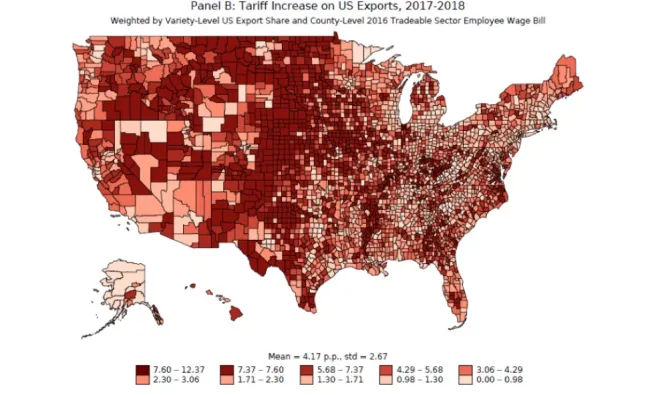 Panel B: Tariff Increase on US Exports, 2017-2018
Weighted by Variety-Level US Export Share and County-Level 2016 Tradeable Sector Employee Wage Bill
Mean = 4.17 p.p., std = 2.67
7.60 – 12.37 7.37 – 7.60 5.68 – 7.37 4.29 – 5.68 3.06 – 4.29
2.30 – 3.06 1.71 – 2.30 1.30 – 1.71 0.98 – 1.30 0.00 – 0.98